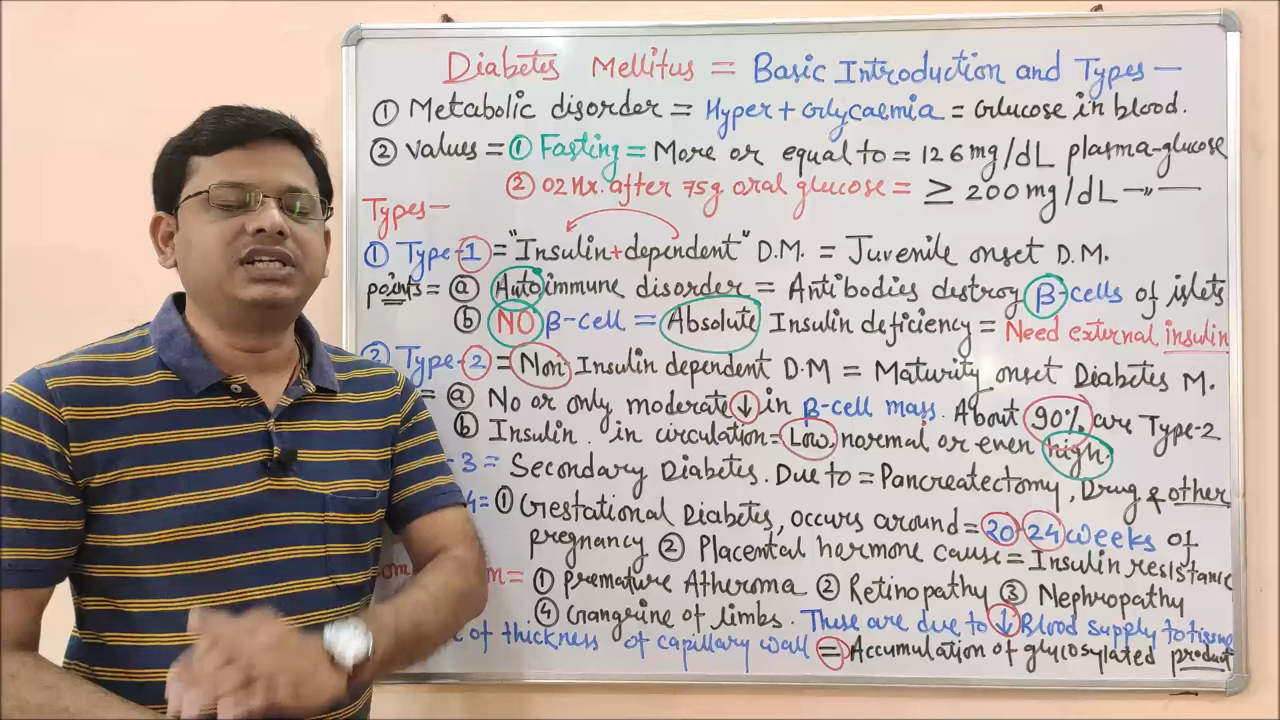 Diabetes Mellitus = Basic Introduction and Types –
① Metabolic disorder = Hyper + Glycaemia = Glucose in blood.
② Values = ① Fasting = More or equal to = 126 mg/dL plasma-glucose
② 02 Hr. after 75g oral glucose = ≥ 200 mg/dL –"–
Types –
① Type-1 = "Insulin + dependent" D.M. = Juvenile onset D.M.
points = ⓐ Autoimmune disorder = Antibodies destroy β-cells of islets
ⓑ NO β-cell = Absolute Insulin deficiency = Need external insulin
② Type-2 = Non Insulin dependent D.M = Maturity onset Diabetes M.
= ⓐ No or only moderate ↓ in β-cell mass. About 90% are Type-2
ⓑ Insulin in circulation = Low, normal or even high.
-3 = Secondary Diabetes. Due to = Pancreatectomy, Drug & other
4 = ① Gestational Diabetes, occurs around = 20-24 weeks of
pregnancy ② Placental hormone cause = Insulin resistance
= ① Premature Atheroma ② Retinopathy ③ Nephropathy
④ Gangrine of limbs. These are due to ↓ Blood supply to tissue
of thickness of capillary wall = Accumulation of glycosylated product